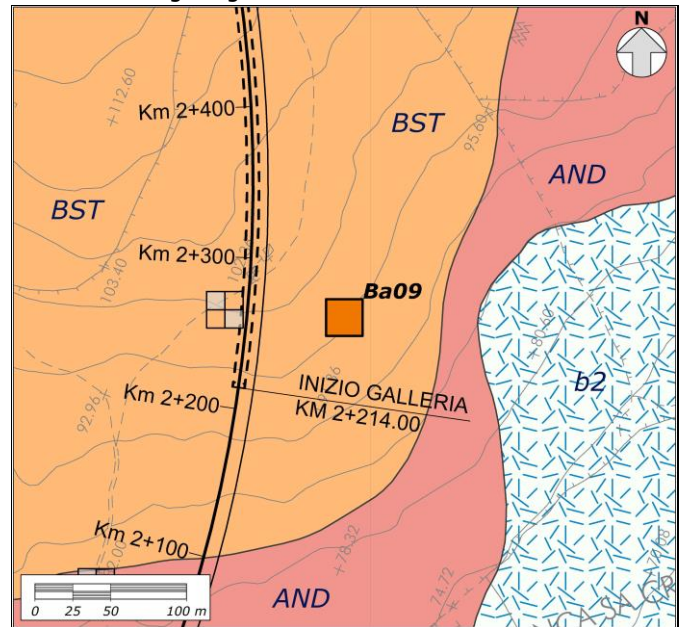 N
112.60
Km 2+400
BST
95.60
AND
BST
Km 2+300
103.40
Ba09
80.60
INIZIO GALLERIA
KM 2+214.00
b2
Km 2+200
92.96
Km 2+100
78.32
74.72
AND
0 25 50 100 m